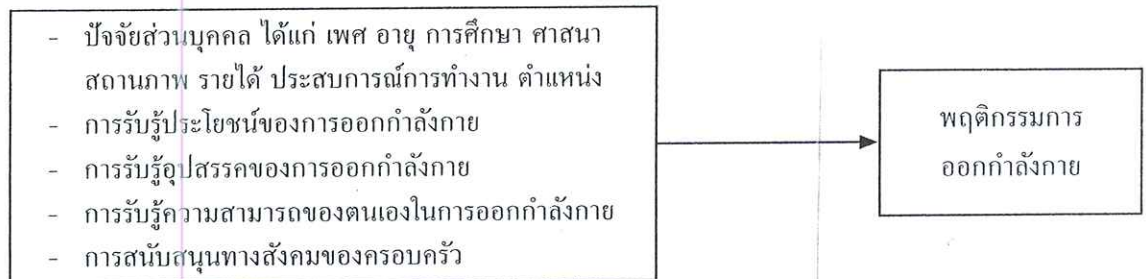 - ปัจจัยส่วนบุคคล ได้แก่ เพศ อายุ การศึกษา ศาสนา
สถานภาพ รายได้ ประสบการณ์การทำงาน ตำแหน่ง
- การรับรู้ประโยชน์ของการออกกำลังกาย
- การรับรู้อุปสรรคของการออกกำลังกาย
- การรับรู้ความสามารถของตนเองในการออกกำลังกาย
- การสนับสนุนทางสังคมของครอบครัว
พฤติกรรมการ
ออกกำลังกาย